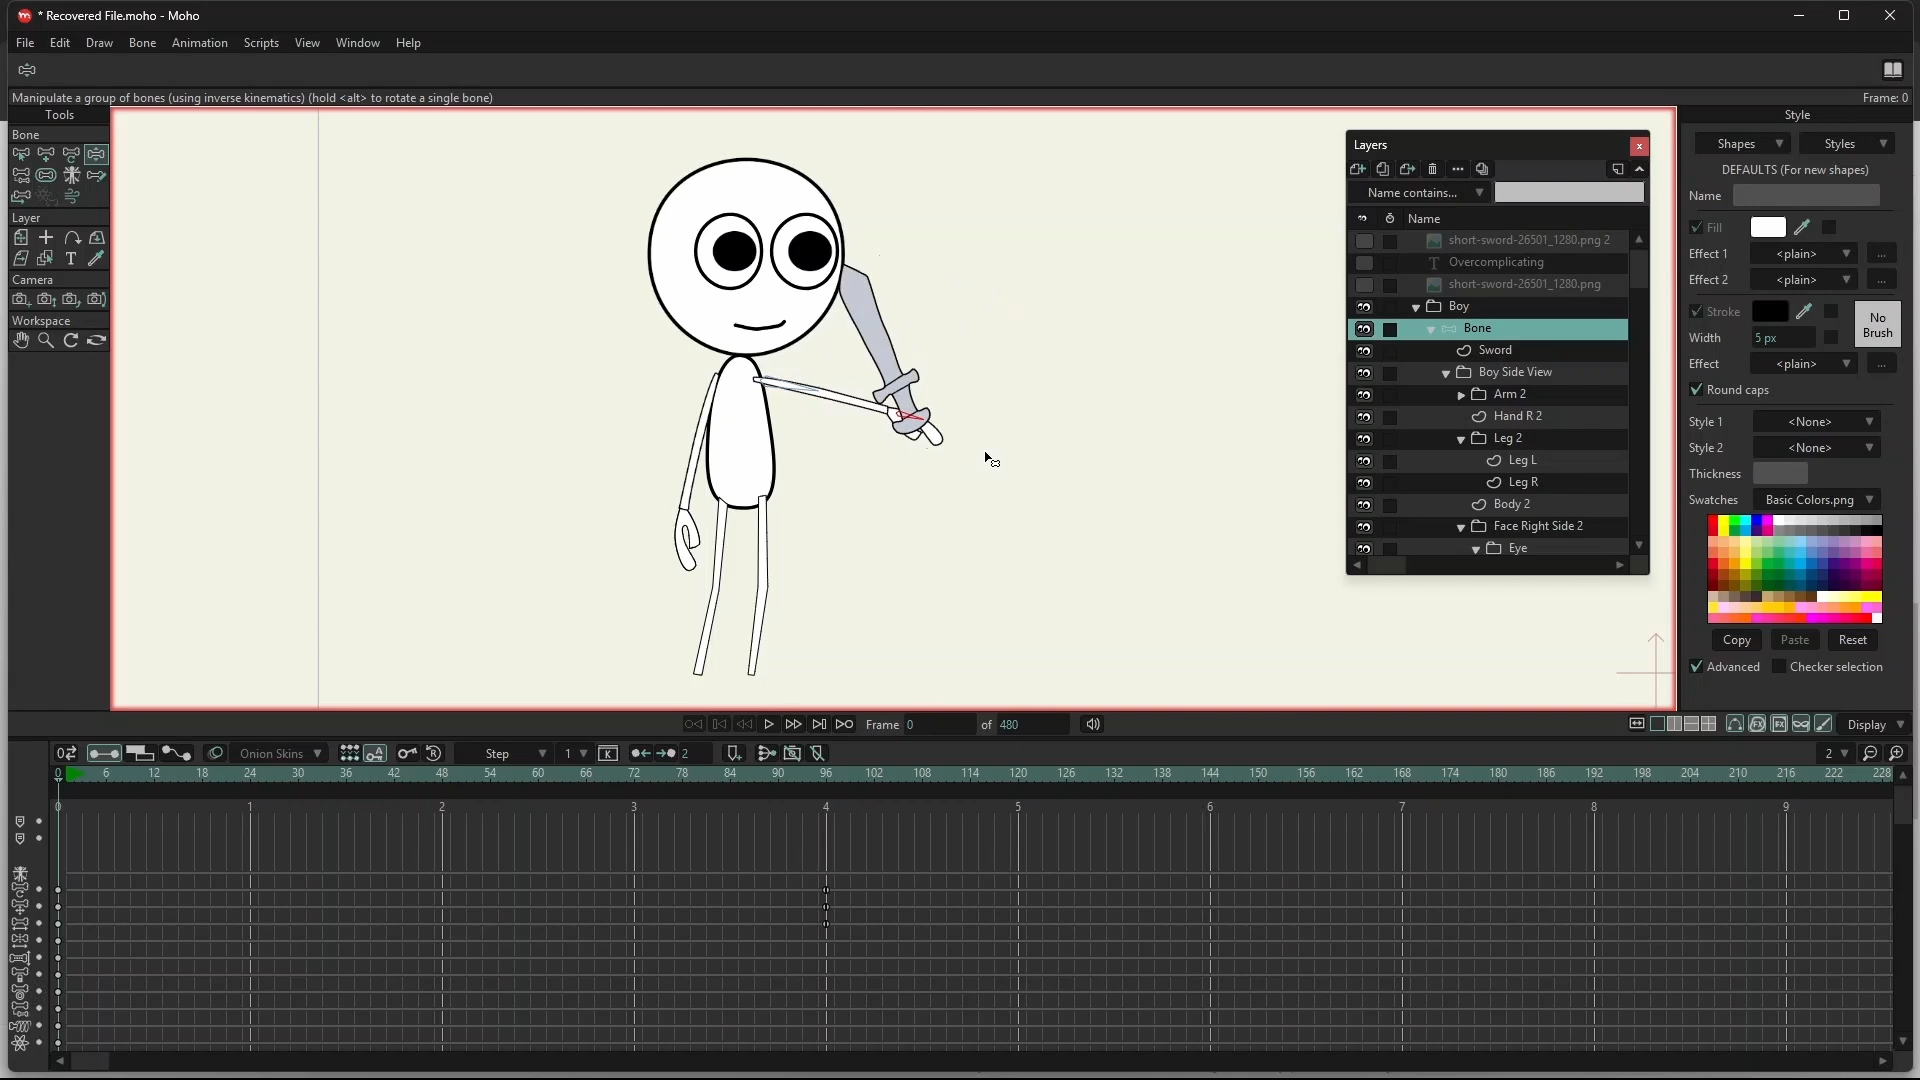 * Recovered File.moho - Moho
File Edit Draw Bone Animation Scripts View Window Help
Manipulate a group of bones (using inverse kinematics) (hold <alt> to rotate a single bone)
Frame: 0
Tools
Bone
Layer
Camera
Workspace
Layers
Name contains...
Name
short-sword-26501_1280.png 2
Overcomplicating
short-sword-26501_1280.png
Boy
Bone
Sword
Boy Side View
Arm 2
Hand R 2
Leg 2
Leg L
Leg R
Body 2
Face Right Side 2
Eye
Style
Shapes Styles
DEFAULTS (For new shapes)
Name
Fill
Effect 1 <plain> ...
Effect 2 <plain> ...
Stroke
No Brush
Width 5 px
Effect <plain> ...
Round caps
Style 1 <None>
Style 2 <None>
Thickness
Swatches Basic Colors.png
Copy Paste Reset
Advanced Checker selection
Frame 0 of 480
Display
Onion Skins Step 1 2 2
0 6 12 18 24 30 36 42 48 54 60 66 72 78 84 90 96 102 108 114 120 126 132 138 144 150 156 162 168 174 180 186 192 198 204 210 216 222 228
0 1 2 3 4 5 6 7 8 9